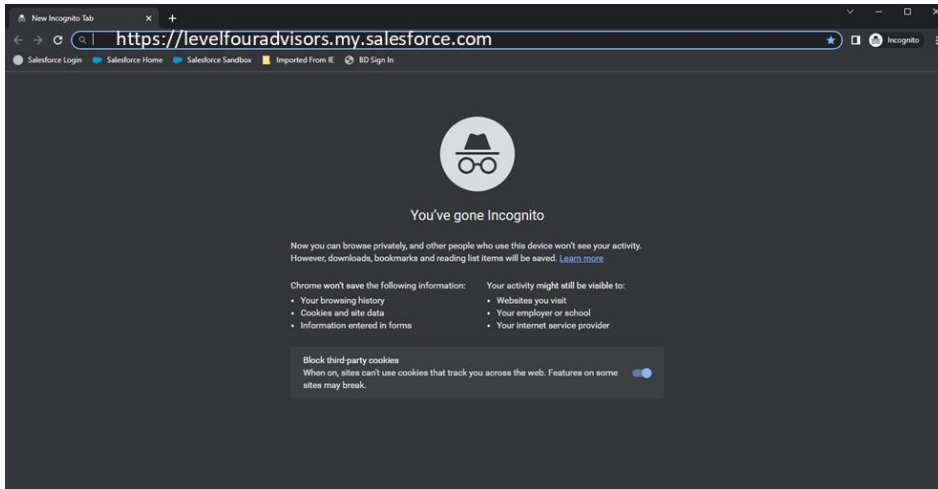 New Incognito Tab
https://levelfouradvisors.my.salesforce.com
Incognito
Salesforce Login Salesforce Home Salesforce Sandbox Imported From IE BD Sign In
You've gone Incognito
Now you can browse privately, and other people who use this device won't see your activity.
However, downloads, bookmarks and reading list items will be saved. Learn more
Chrome won't save the following information:
• Your browsing history
• Cookies and site data
• Information entered in forms
Your activity might still be visible to:
• Websites you visit
• Your employer or school
• Your internet service provider
Block third-party cookies
When on, sites can't use cookies that track you across the web. Features on some
sites may break.